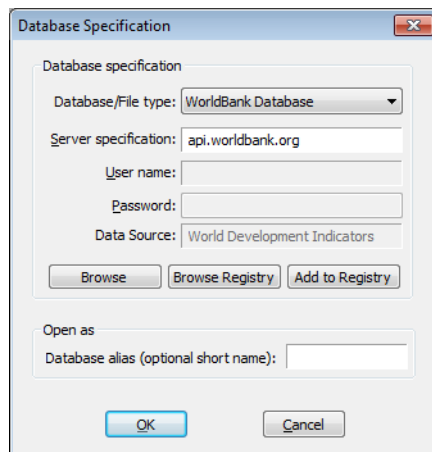 Database Specification
Database specification
Database/File type: WorldBank Database
Server specification: api.worldbank.org
User name:
Password:
Data Source: World Development Indicators
Browse Browse Registry Add to Registry
Open as
Database alias (optional short name):
OK Cancel